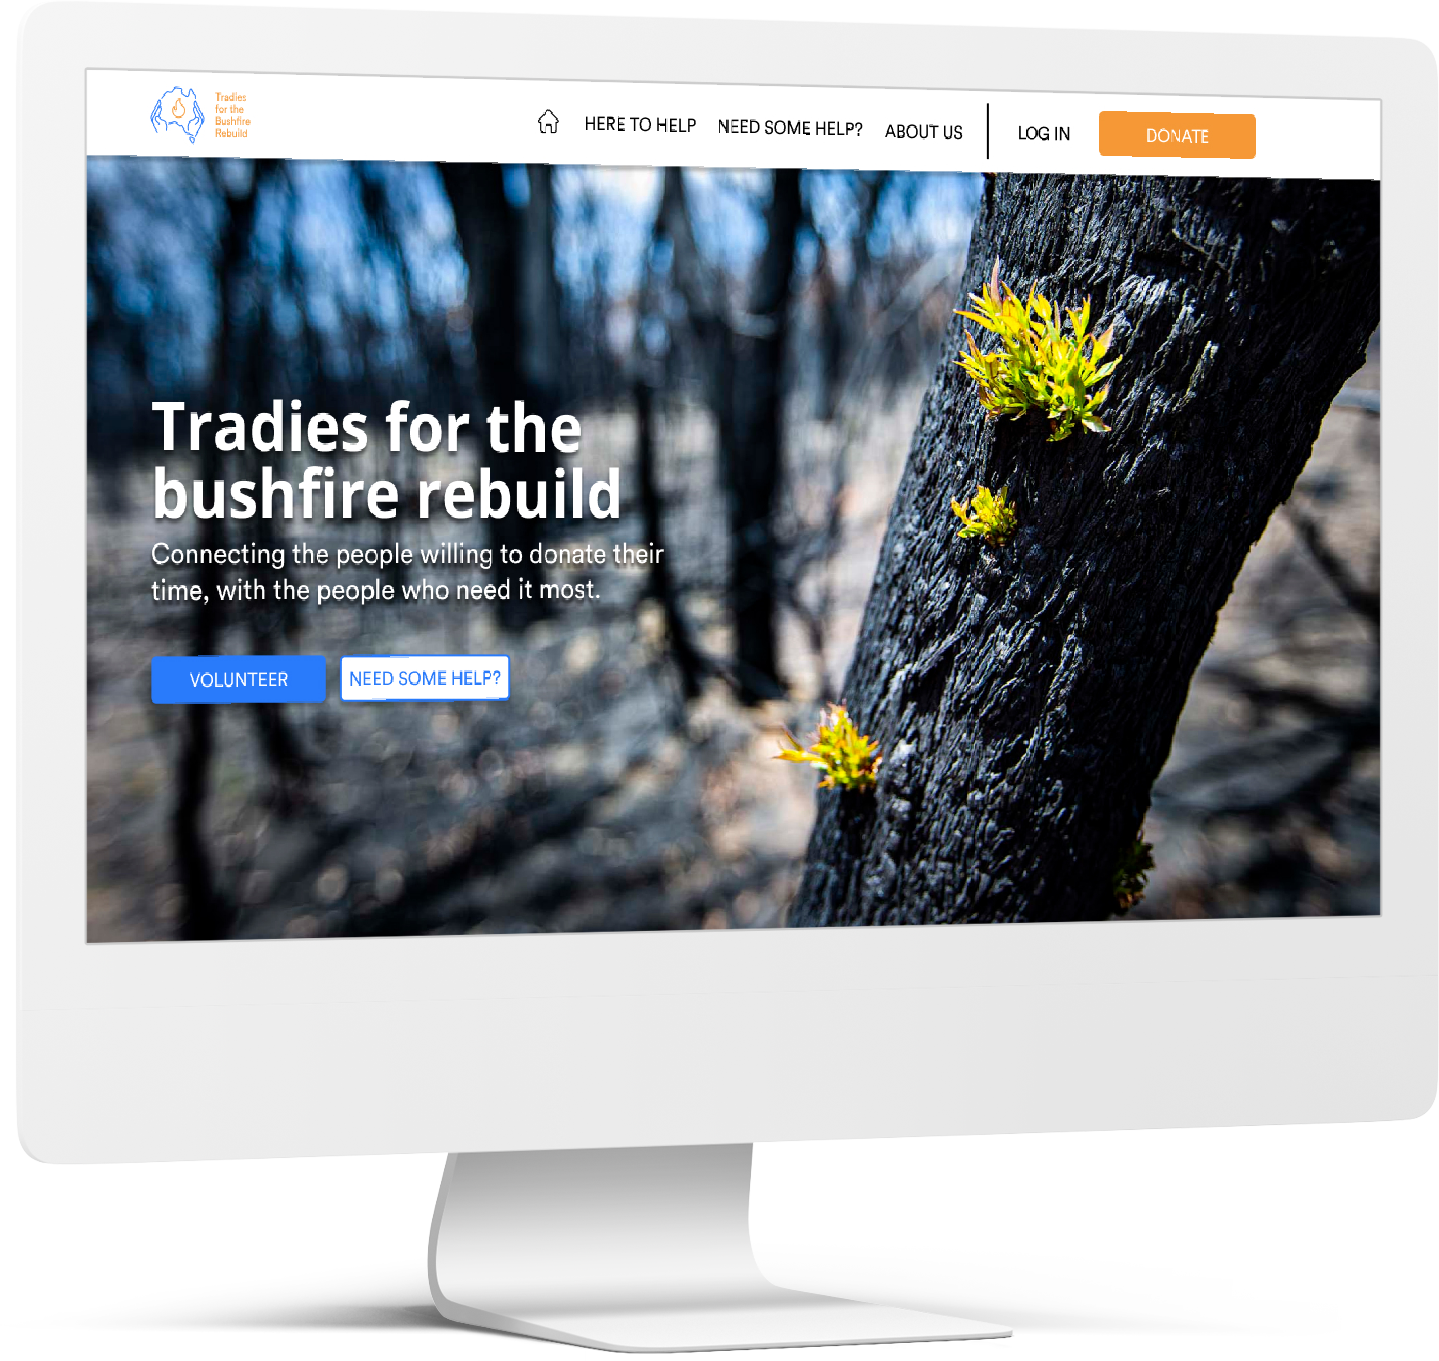 Tradies
for the
Bushfire
Rebuild
HERE TO HELP
NEED SOME HELP?
ABOUT US
LOG IN
DONATE
Tradies for the
bushfire rebuild
Connecting the people willing to donate their
time, with the people who need it most.
VOLUNTEER
NEED SOME HELP?